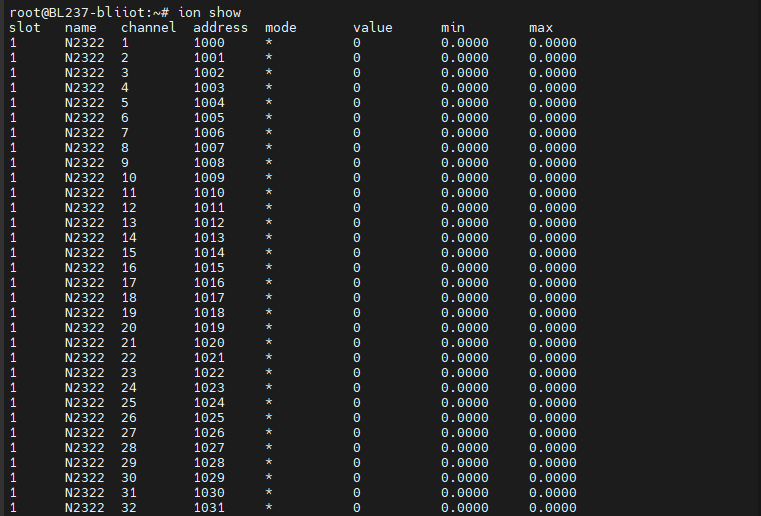 root@BL237-bliiot:~# ion show
slot name channel address mode value min max
1 N2322 1 1000 * 0 0.0000 0.0000
1 N2322 2 1001 * 0 0.0000 0.0000
1 N2322 3 1002 * 0 0.0000 0.0000
1 N2322 4 1003 * 0 0.0000 0.0000
1 N2322 5 1004 * 0 0.0000 0.0000
1 N2322 6 1005 * 0 0.0000 0.0000
1 N2322 7 1006 * 0 0.0000 0.0000
1 N2322 8 1007 * 0 0.0000 0.0000
1 N2322 9 1008 * 0 0.0000 0.0000
1 N2322 10 1009 * 0 0.0000 0.0000
1 N2322 11 1010 * 0 0.0000 0.0000
1 N2322 12 1011 * 0 0.0000 0.0000
1 N2322 13 1012 * 0 0.0000 0.0000
1 N2322 14 1013 * 0 0.0000 0.0000
1 N2322 15 1014 * 0 0.0000 0.0000
1 N2322 16 1015 * 0 0.0000 0.0000
1 N2322 17 1016 * 0 0.0000 0.0000
1 N2322 18 1017 * 0 0.0000 0.0000
1 N2322 19 1018 * 0 0.0000 0.0000
1 N2322 20 1019 * 0 0.0000 0.0000
1 N2322 21 1020 * 0 0.0000 0.0000
1 N2322 22 1021 * 0 0.0000 0.0000
1 N2322 23 1022 * 0 0.0000 0.0000
1 N2322 24 1023 * 0 0.0000 0.0000
1 N2322 25 1024 * 0 0.0000 0.0000
1 N2322 26 1025 * 0 0.0000 0.0000
1 N2322 27 1026 * 0 0.0000 0.0000
1 N2322 28 1027 * 0 0.0000 0.0000
1 N2322 29 1028 * 0 0.0000 0.0000
1 N2322 30 1029 * 0 0.0000 0.0000
1 N2322 31 1030 * 0 0.0000 0.0000
1 N2322 32 1031 * 0 0.0000 0.0000